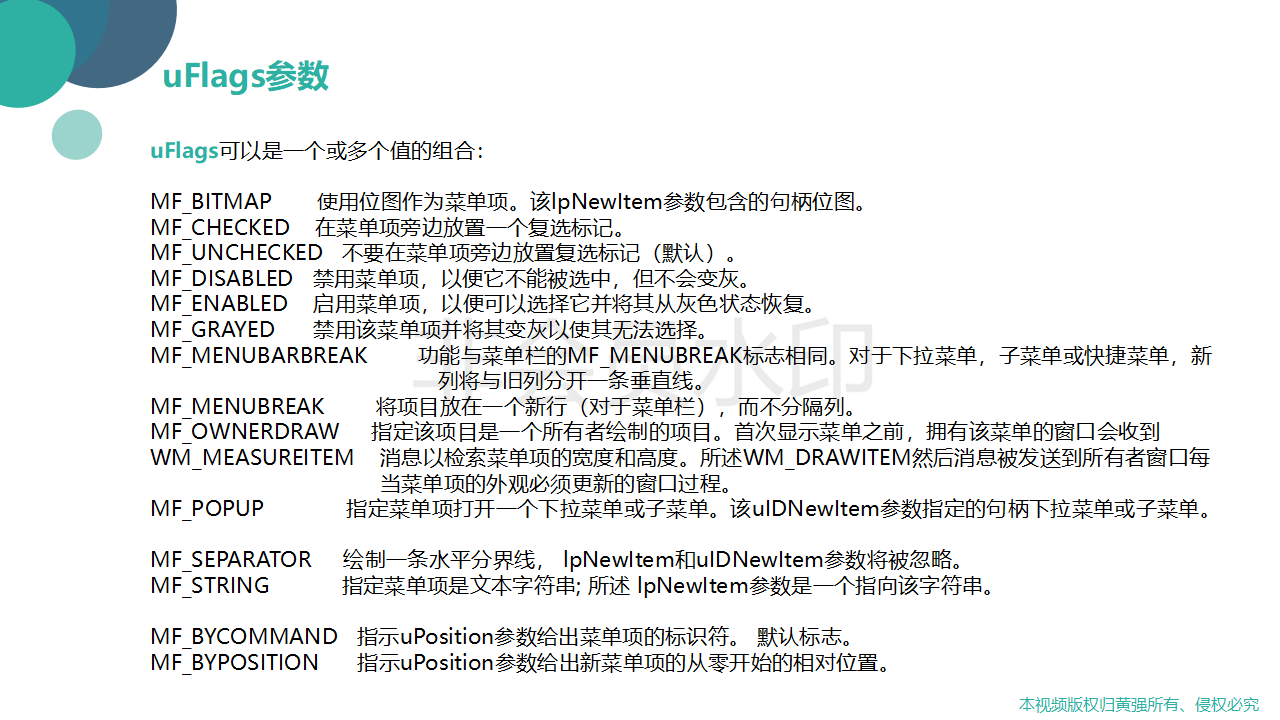 uFlags参数
uFlags可以是一个或多个值的组合：
MF_BITMAP 使用位图作为菜单项。该lpNewItem参数包含的句柄位图。
MF_CHECKED 在菜单项旁边放置一个复选标记。
MF_UNCHECKED 不要在菜单项旁边放置复选标记（默认）。
MF_DISABLED 禁用菜单项，以便它不能被选中，但不会变灰。
MF_ENABLED 启用菜单项，以便可以选择它并将其从灰色状态恢复。
MF_GRAYED 禁用该菜单项并将其变灰以使其无法选择。
MF_MENUBARBREAK 功能与菜单栏的MF_MENUBREAK标志相同。对于下拉菜单，子菜单或快捷菜单，新
列将与旧列分开一条垂直线。
MF_MENUBREAK 将项目放在一个新行（对于菜单栏），而不分隔列。
MF_OWNERDRAW 指定该项目是一个所有者绘制的项目。首次显示菜单之前，拥有该菜单的窗口会收到
WM_MEASUREITEM 消息以检索菜单项的宽度和高度。所述WM_DRAWITEM然后消息被发送到所有者窗口每
当菜单项的外观必须更新的窗口过程。
MF_POPUP 指定菜单项打开一个下拉菜单或子菜单。该uIDNewItem参数指定的句柄下拉菜单或子菜单。
MF_SEPARATOR 绘制一条水平分界线， lpNewItem和uIDNewItem参数将被忽略。
MF_STRING 指定菜单项是文本字符串; 所述 lpNewItem参数是一个指向该字符串。
MF_BYCOMMAND 指示uPosition参数给出菜单项的标识符。 默认标志。
MF_BYPOSITION 指示uPosition参数给出新菜单项的从零开始的相对位置。
非会员水印
本视频版权归黄强所有、侵权必究